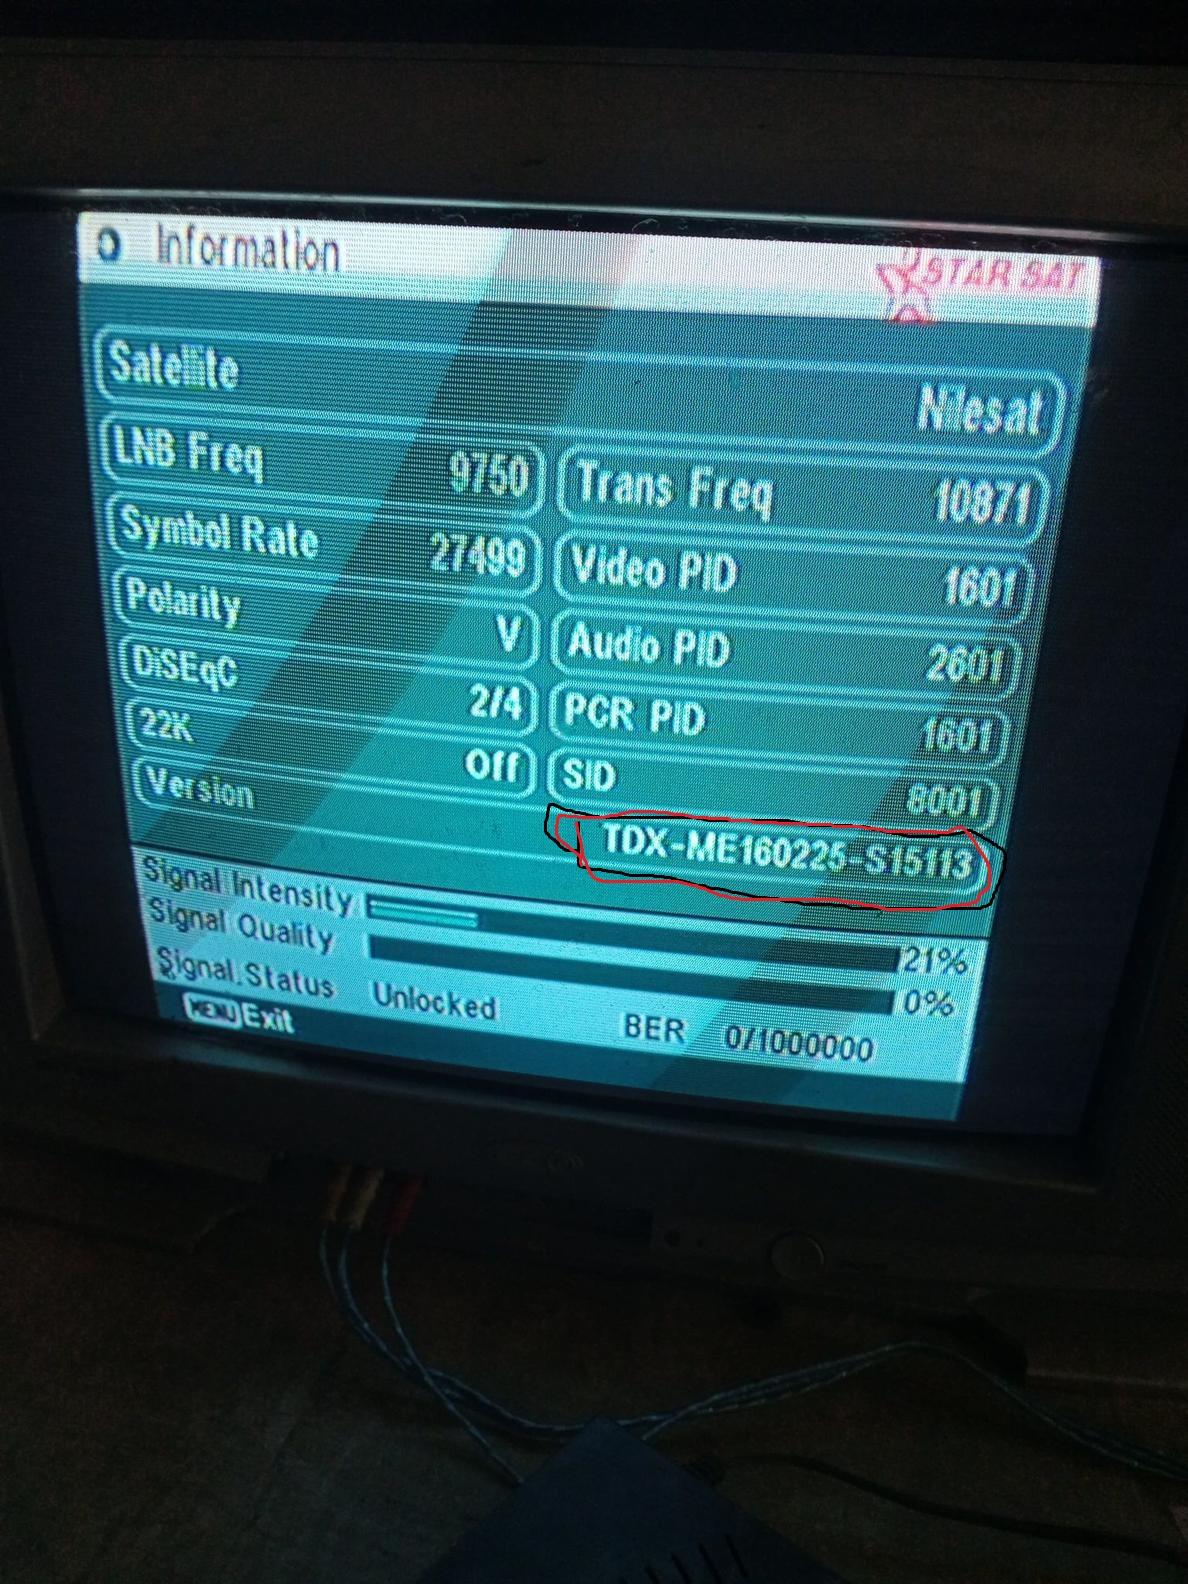 Information
STAR SAT
Satellite Nilesat
LNB Freq 9750 Trans Freq 10871
Symbol Rate 27499 Video PID 1601
Polarity V Audio PID 2601
DiSEqC 2/4 PCR PID 1601
22K Off SID 8001
Version TDX-ME160225-S15113
Signal Intensity 21%
Signal Quality 0%
Signal.Status Unlocked BER 0/1000000
MENU Exit